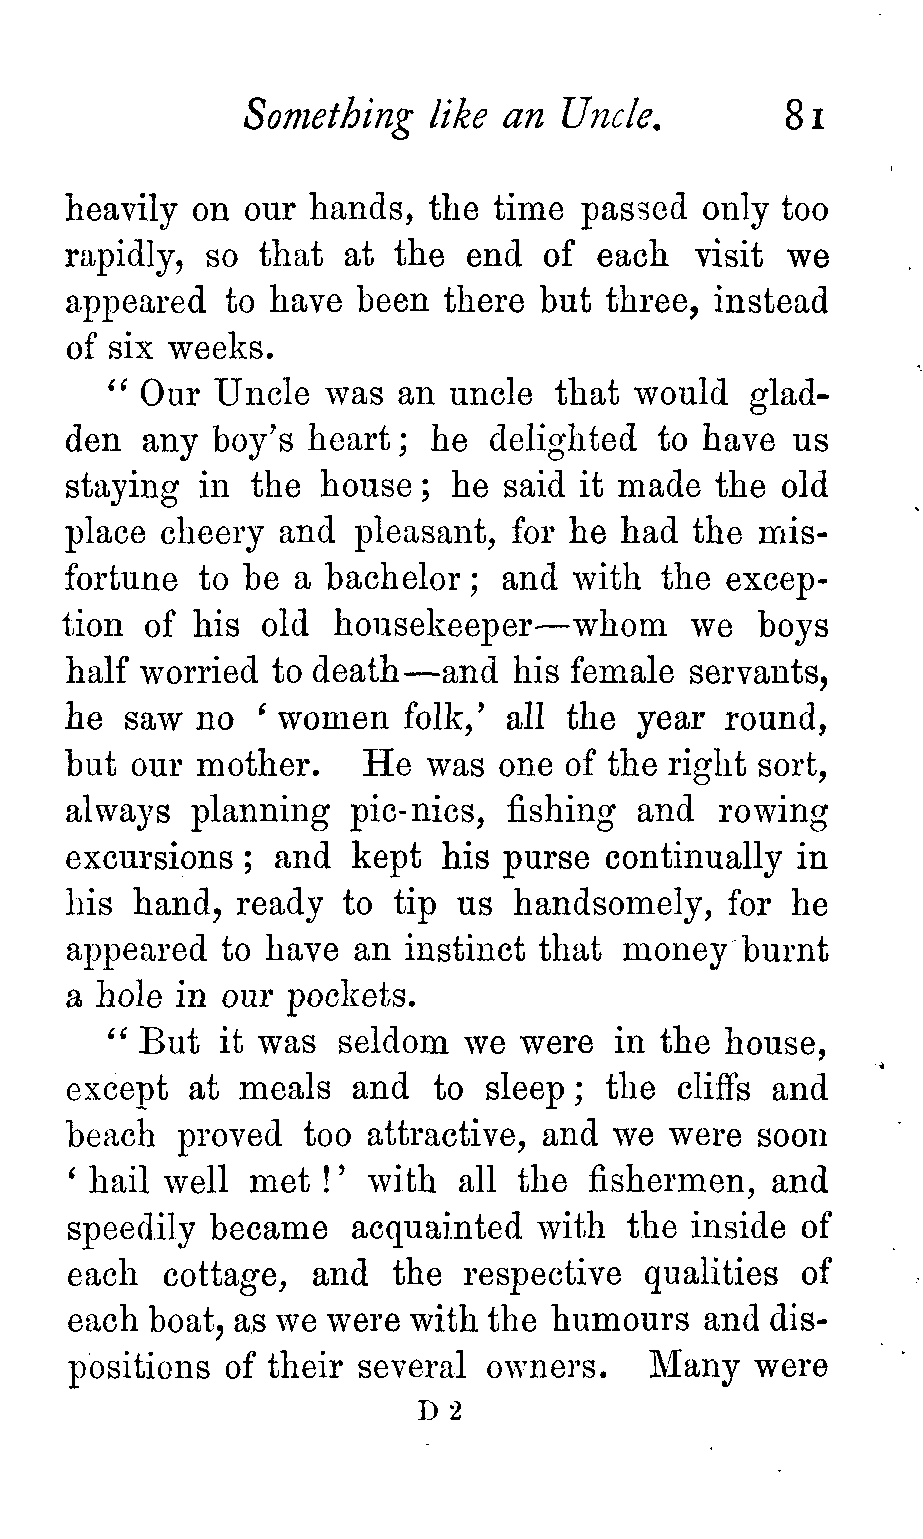 Something like an Uncle. 81
heavily on our hands, the time passed only too
rapidly, so that at the end of each visit we
appeared to have been there but three, instead
of six weeks.
“ Our Uncle was an uncle that would glad-
den any boy’s heart ; he delighted to have us
staying in the house ; he said it made the old
place cheery and pleasant, for he had the mis-
fortune to be a bachelor ; and with the excep-
tion of his old housekeeper—whom we boys
half worried to death—and his female servants,
he saw no ‘ women folk,’ all the year round,
but our mother. He was one of the right sort,
always planning pic-nics, fishing and rowing
excursions ; and kept his purse continually in
his hand, ready to tip us handsomely, for he
appeared to have an instinct that money burnt
a hole in our pockets.
“ But it was seldom we were in the house,
except at meals and to sleep ; the cliffs and
beach proved too attractive, and we were soon
‘ hail well met ! ’ with all the fishermen, and
speedily became acquainted with the inside of
each cottage, and the respective qualities of
each boat, as we were with the humours and dis-
positions of their several owners. Many were
D 2